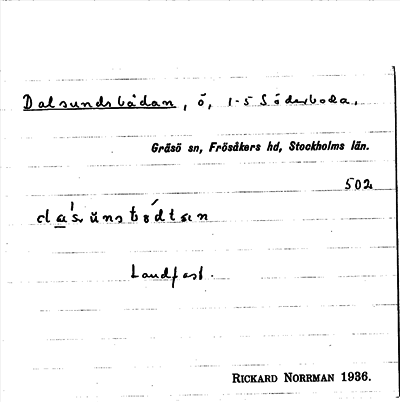 Dalsundsbådan, ö, 1-5 Söderboda.
Gräsö sn, Frösåkers hd, Stockholms län.
502
Landfast.
RICKARD NORRMAN 1936.